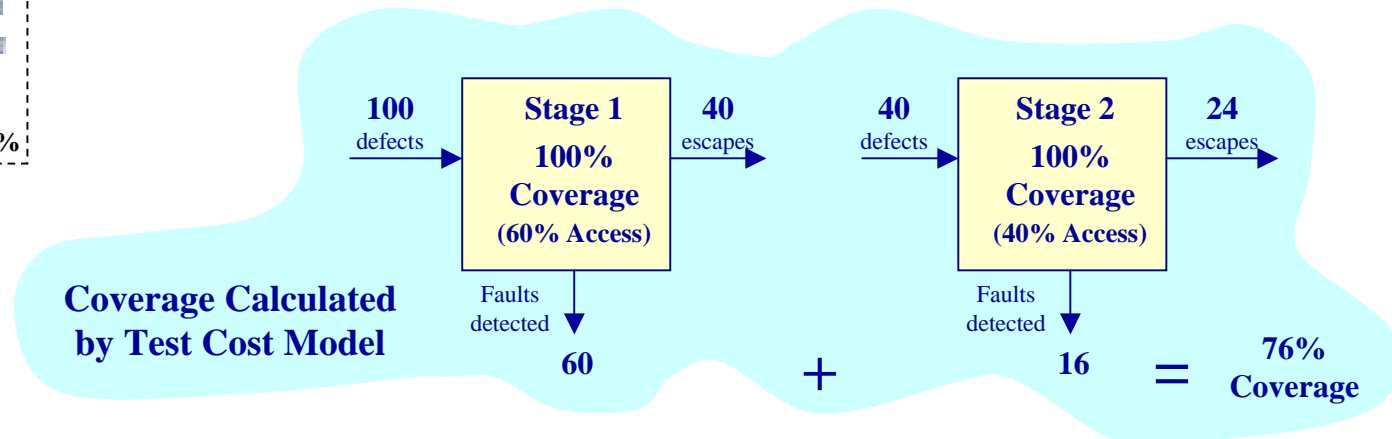 %
100
defects
Stage 1
100%
Coverage
(60% Access)
40
escapes
40
defects
Stage 2
100%
Coverage
(40% Access)
24
escapes
Coverage Calculated
by Test Cost Model
Faults
detected
60
+
Faults
detected
16
=
76%
Coverage